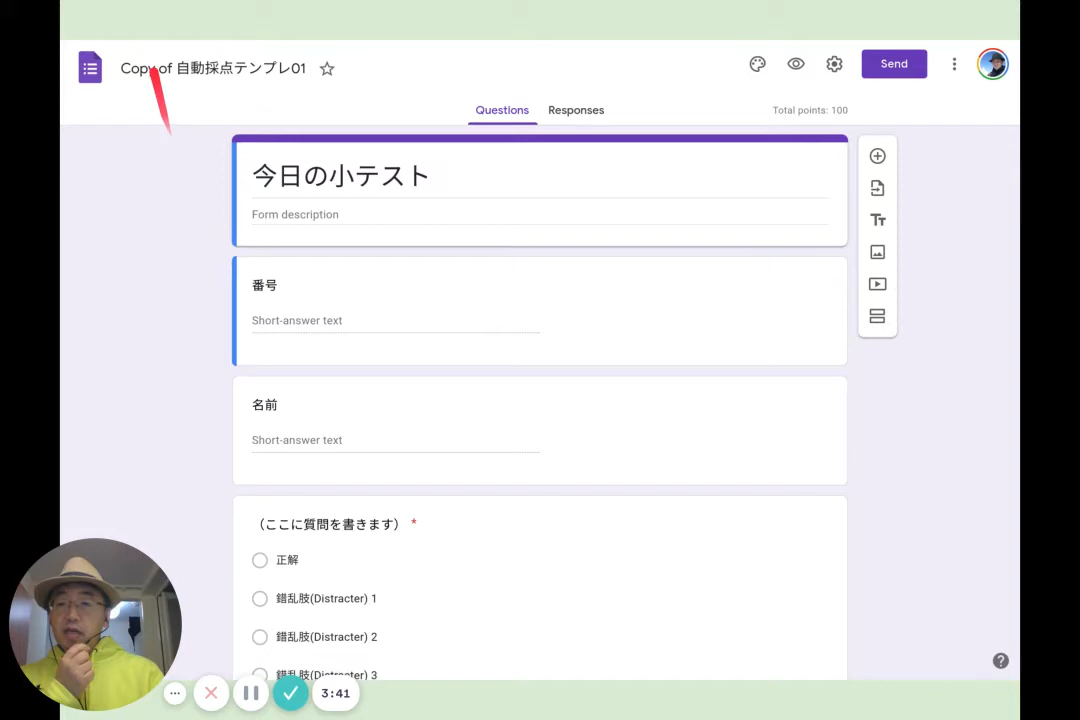 Copy of 自動採点テンプレ01
Send
Questions
Responses
Total points: 100
今日の小テスト
Form description
番号
Short-answer text
名前
Short-answer text
（ここに質問を書きます） *
正解
錯乱肢(Distracter) 1
錯乱肢(Distracter) 2
錯乱肢(Distracter) 3
3:41